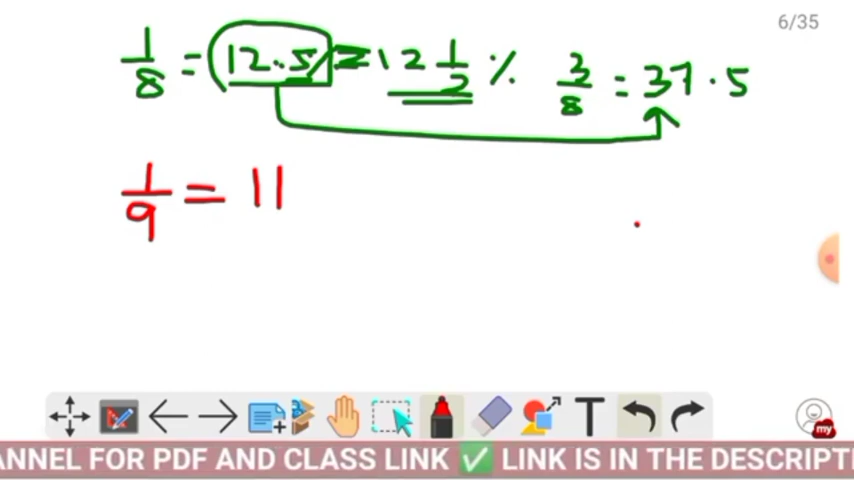 6/35
1/8 = 12.5 = 12 1/2 % 3/8 = 37.5
1/9 = 11
T
my
ANNEL FOR PDF AND CLASS LINK ✅ LINK IS IN THE DESCRIPT